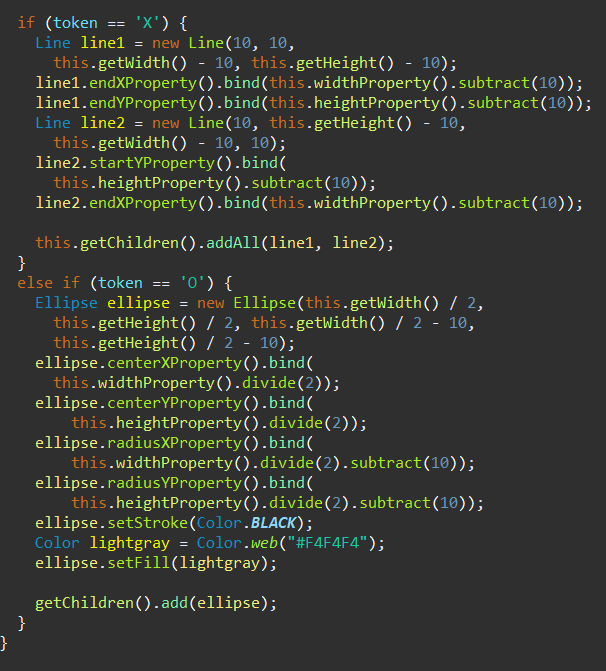 if (token == 'X') {
Line line1 = new Line(10, 10,
this.getWidth() - 10, this.getHeight() - 10);
line1.endXProperty().bind(this.widthProperty().subtract(10));
line1.endYProperty().bind(this.heightProperty().subtract(10));
Line line2 = new Line(10, this.getHeight() - 10,
this.getWidth() - 10, 10);
line2.startYProperty().bind(
this.heightProperty().subtract(10));
line2.endXProperty().bind(this.widthProperty().subtract(10));
this.getChildren().addAll(line1, line2);
}
else if (token == 'O') {
Ellipse ellipse = new Ellipse(this.getWidth() / 2,
this.getHeight() / 2, this.getWidth() / 2 - 10,
this.getHeight() / 2 - 10);
ellipse.centerXProperty().bind(
this.widthProperty().divide(2));
ellipse.centerYProperty().bind(
this.heightProperty().divide(2));
ellipse.radiusXProperty().bind(
this.widthProperty().divide(2).subtract(10));
ellipse.radiusYProperty().bind(
this.heightProperty().divide(2).subtract(10));
ellipse.setStroke(Color.BLACK);
Color lightgray = Color.web("#F4F4F4");
ellipse.setFill(lightgray);
getChildren().add(ellipse);
}
}